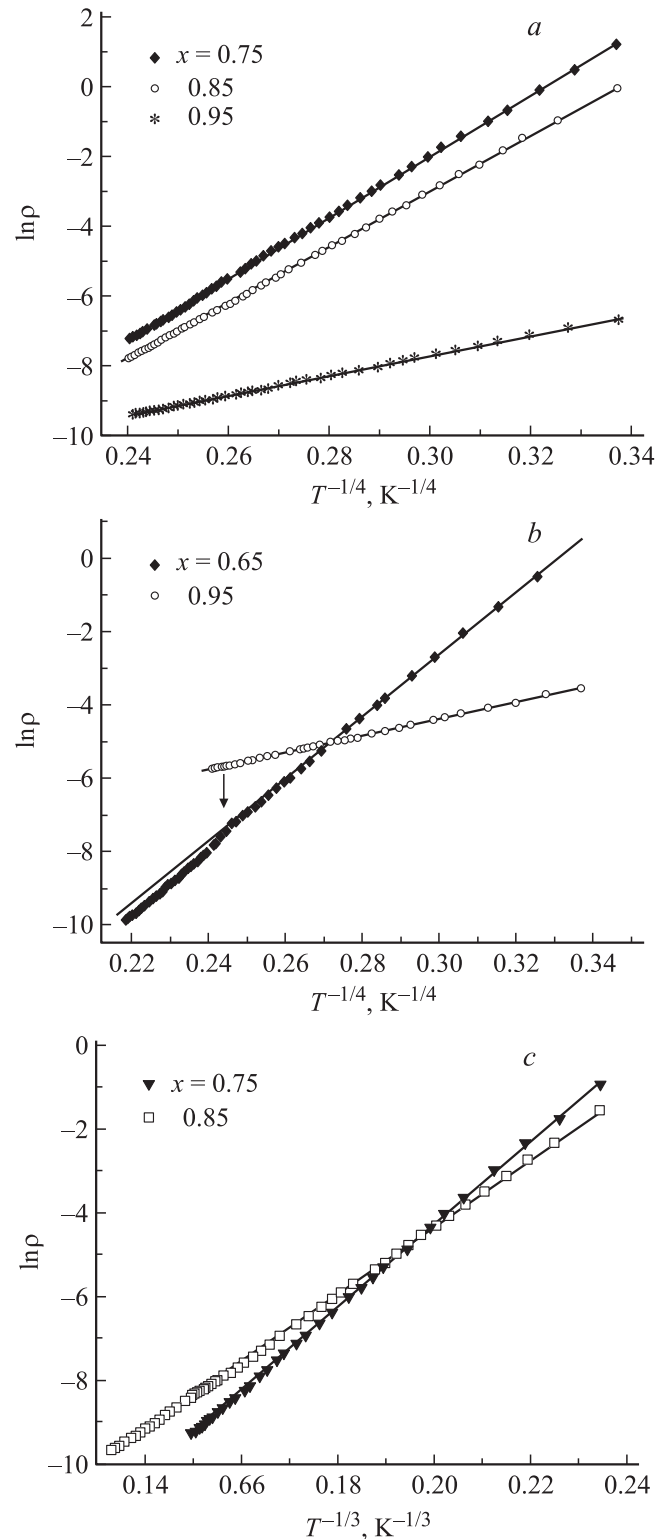 2
a
x = 0.75
0
0.85
0.95
–2
–4
lnρ
–6
–8
–10
0.24 0.26 0.28 0.30 0.32 0.34
T–1/4, K–1/4
b
0
x = 0.65
0.95
–2
–4
lnρ
–6
–8
–10
0.22 0.24 0.26 0.28 0.30 0.32 0.34
T–1/4, K–1/4
0
c
x = 0.75
0.85
–2
–4
lnρ
–6
–8
–10
0.14 0.66 0.18 0.20 0.22 0.24
T–1/3, K–1/3